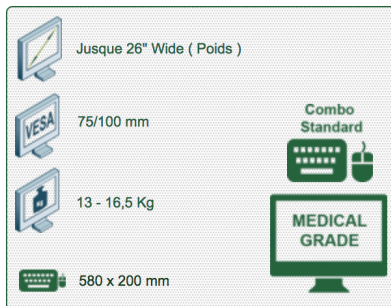 Jusque 26" Wide ( Poids )
VESA
75/100 mm
13 - 16,5 Kg
580 x 200 mm
Combo
Standard
MEDICAL
GRADE